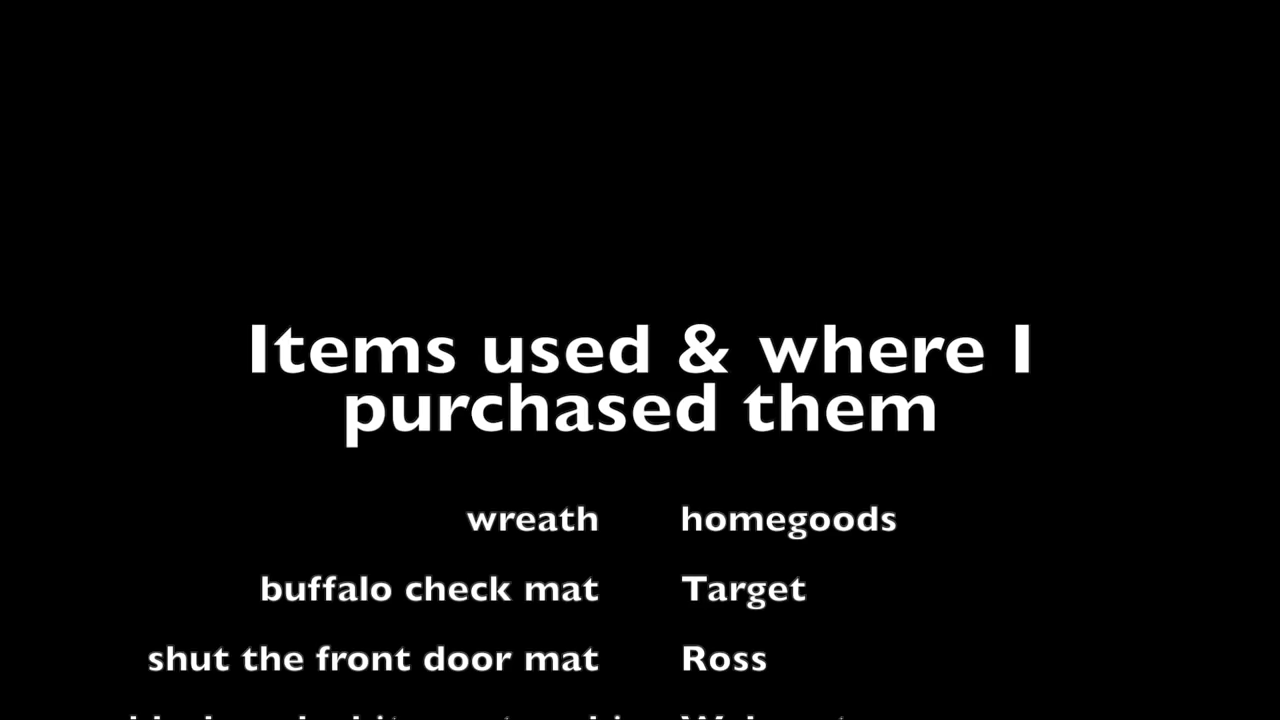 Items used & where I
purchased them
wreath homegoods
buffalo check mat Target
shut the front door mat Ross